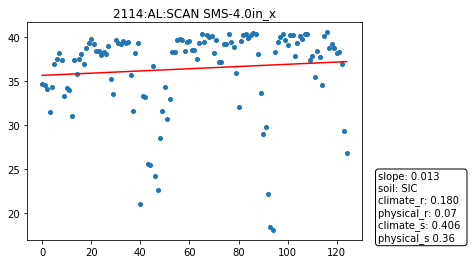 2114:AL:SCAN SMS-4.0in_x
40
35
30
25
20
0 20 40 60 80 100 120
slope: 0.013
soil: SIC
climate_r: 0.180
physical_r: 0.07
climate_s: 0.406
physical_s 0.36